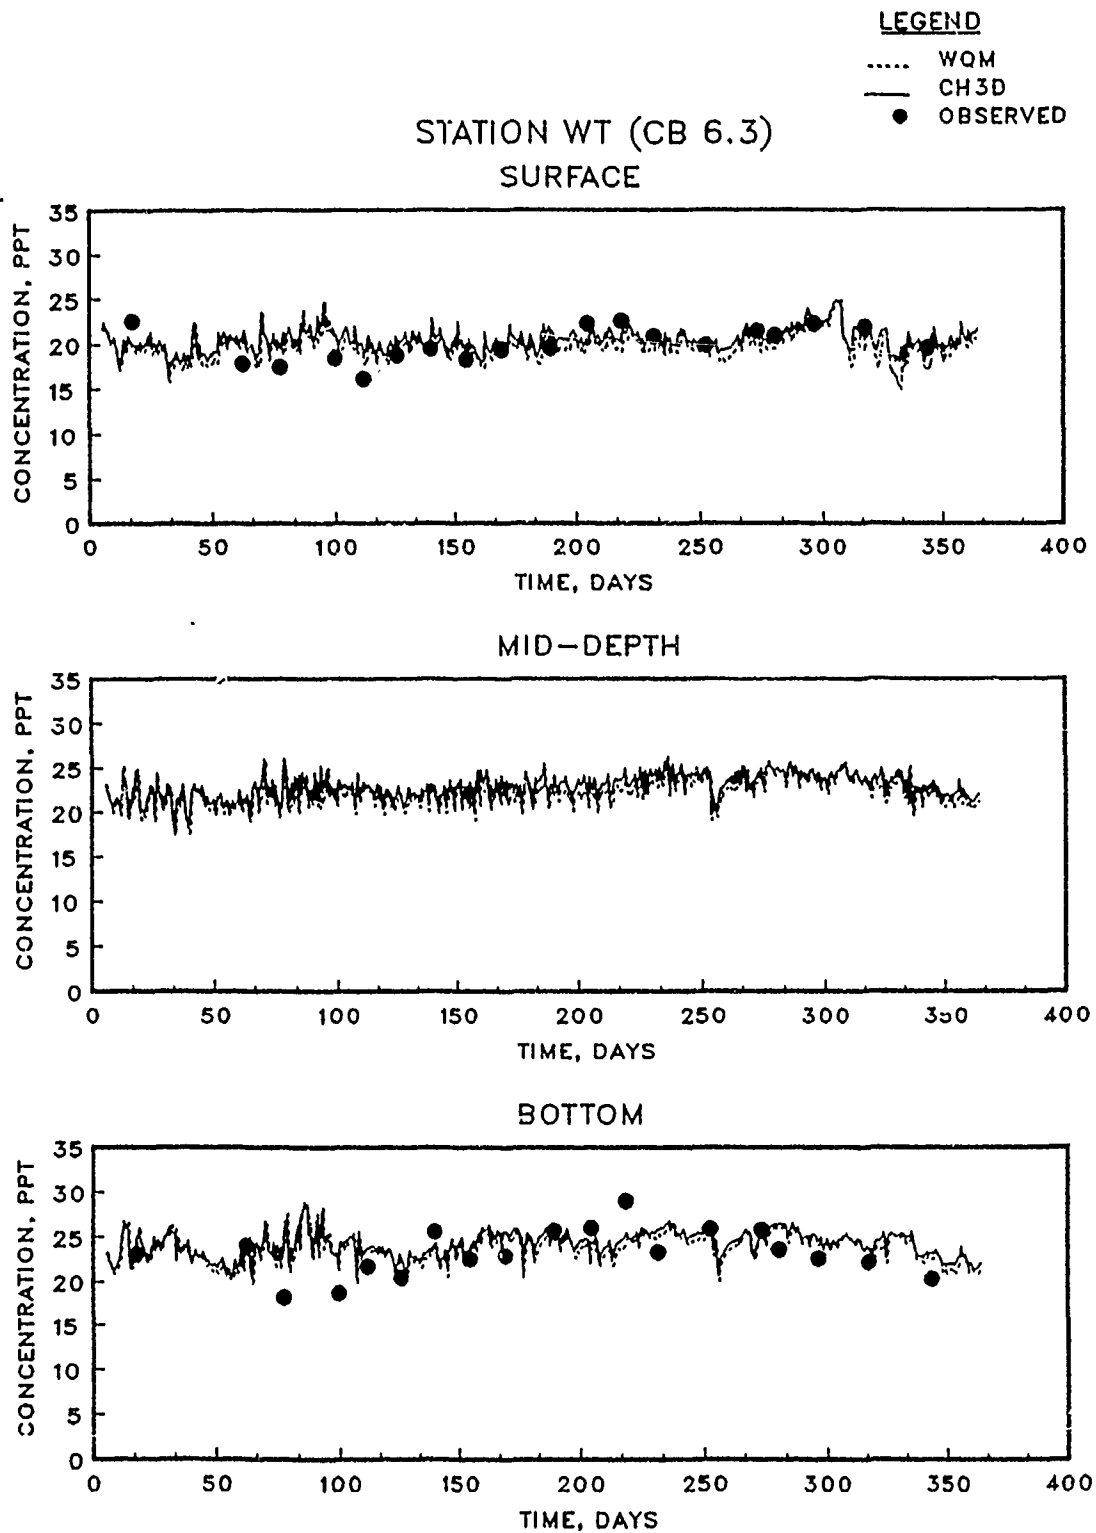 LEGEND
WQM
CH3D
OBSERVED
STATION WT (CB 6.3)
SURFACE
CONCENTRATION, PPT
35
30
25
20
15
10
5
0
0 50 100 150 200 250 300 350 400
TIME, DAYS
MID-DEPTH
CONCENTRATION, PPT
35
30
25
20
15
10
5
0
0 50 100 150 200 250 300 350 400
TIME, DAYS
BOTTOM
CONCENTRATION, PPT
35
30
25
20
15
10
5
0
0 50 100 150 200 250 300 350 400
TIME, DAYS